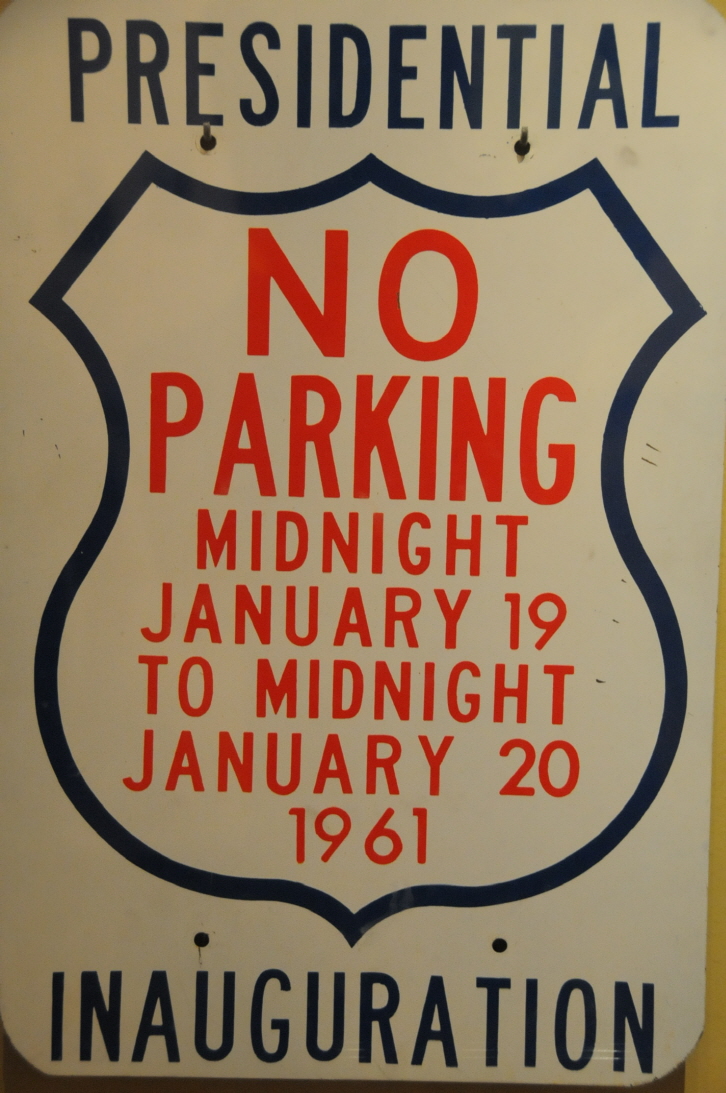 PRESIDENTIAL
NO
PARKING
MIDNIGHT
JANUARY 19
TO MIDNIGHT
JANUARY 20
1961
INAUGURATION